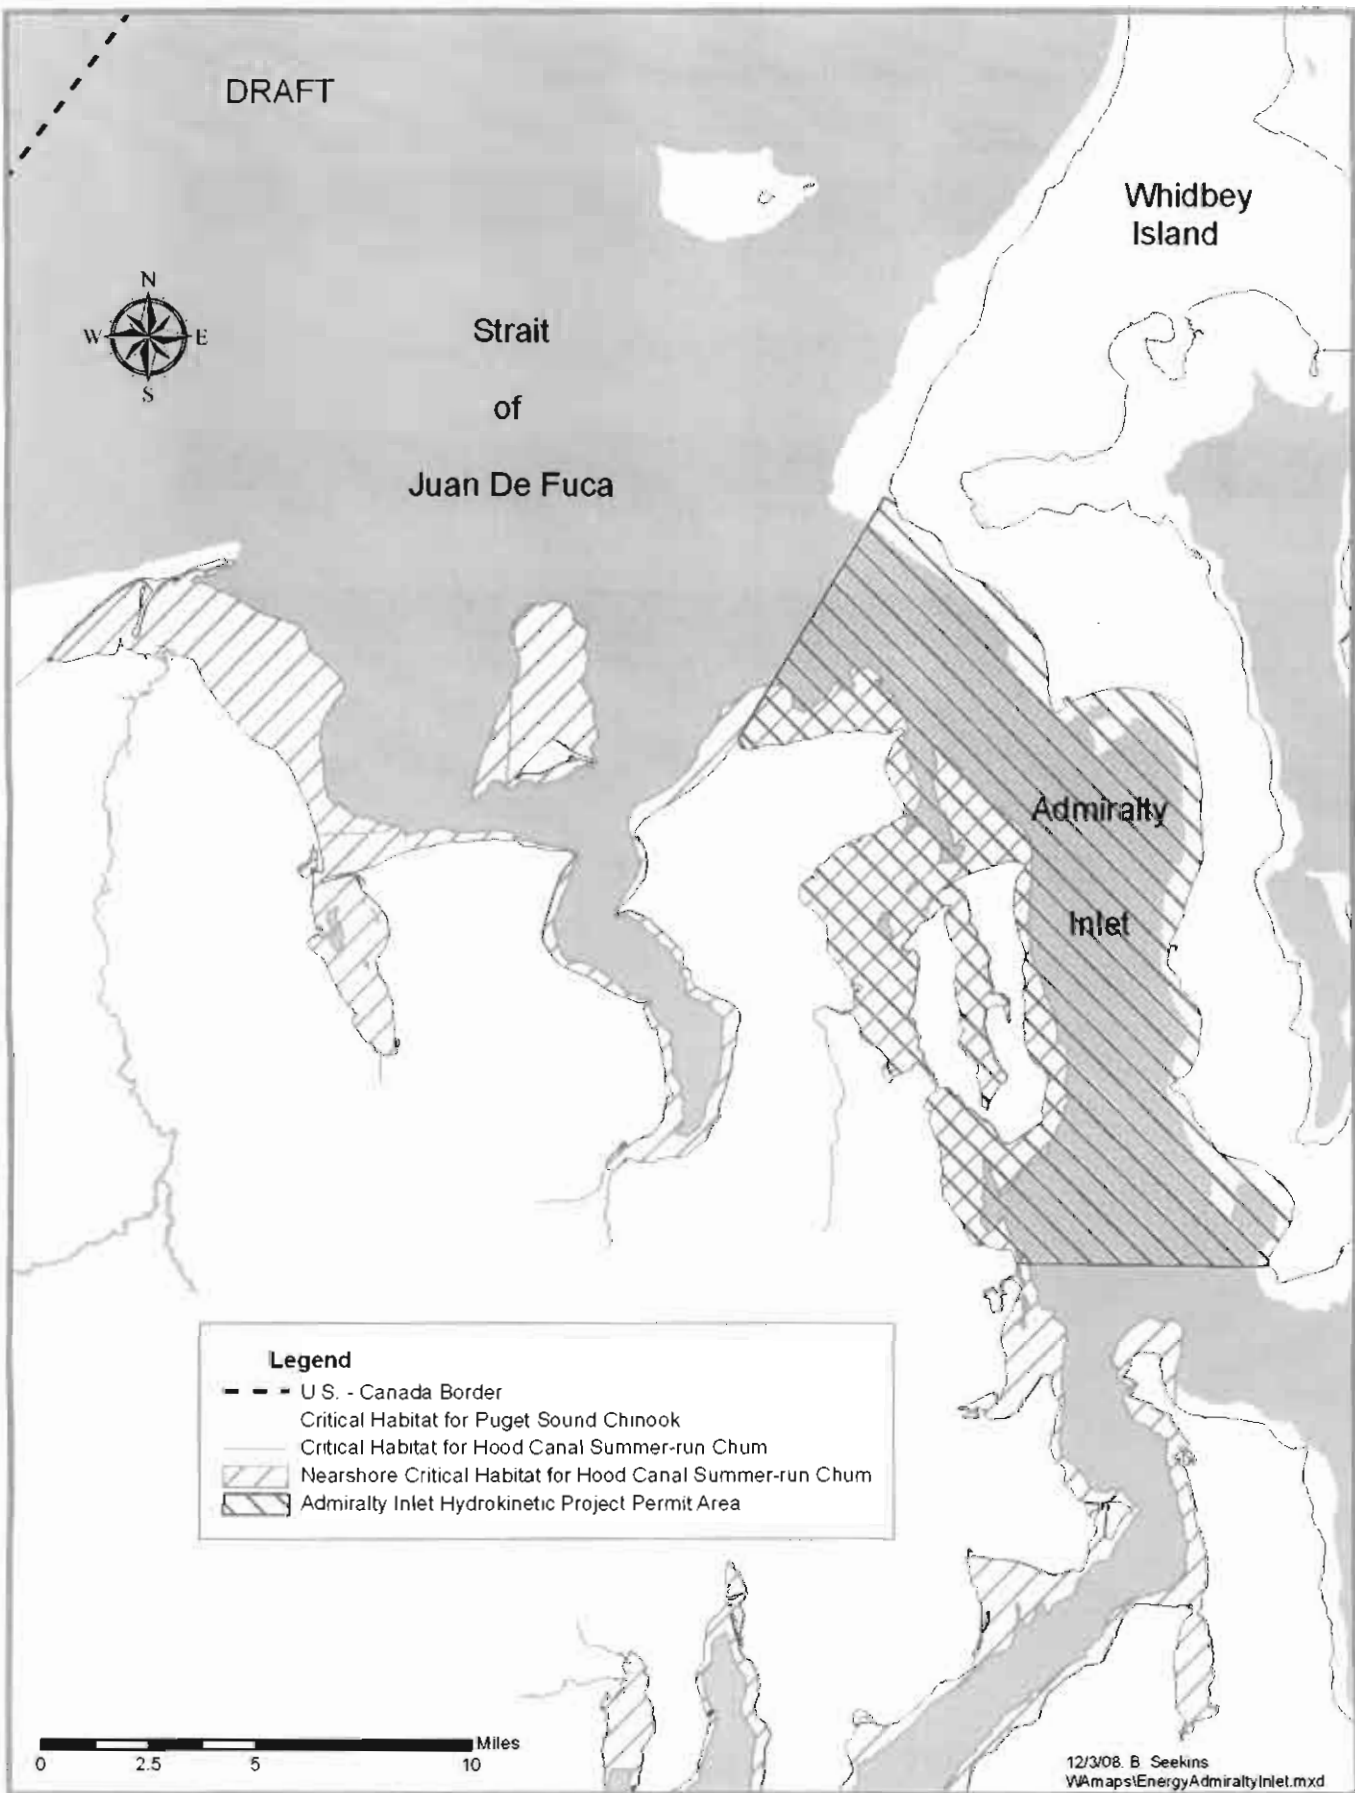 DRAFT
Whidbey
Island
N
W E
S
Strait
of
Juan De Fuca
Admiralty
Inlet
Legend
U.S. - Canada Border
Critical Habitat for Puget Sound Chinook
Critical Habitat for Hood Canal Summer-run Chum
Nearshore Critical Habitat for Hood Canal Summer-run Chum
Admiralty Inlet Hydrokinetic Project Permit Area
Miles
0 2.5 5 10
12/3/08. B Seekins
WAmaps\EnergyAdmiraltyInlet.mxd